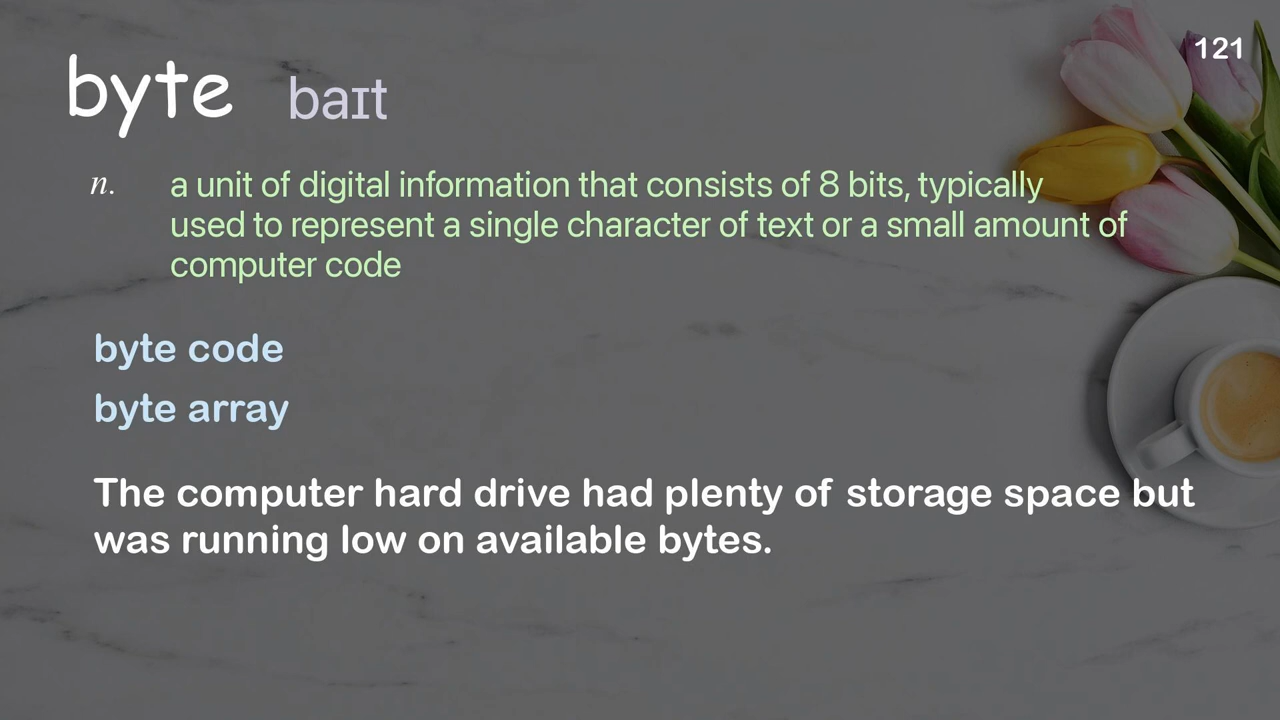 121
byte baɪt
n. a unit of digital information that consists of 8 bits, typically
used to represent a single character of text or a small amount of
computer code
byte code
byte array
The computer hard drive had plenty of storage space but
was running low on available bytes.